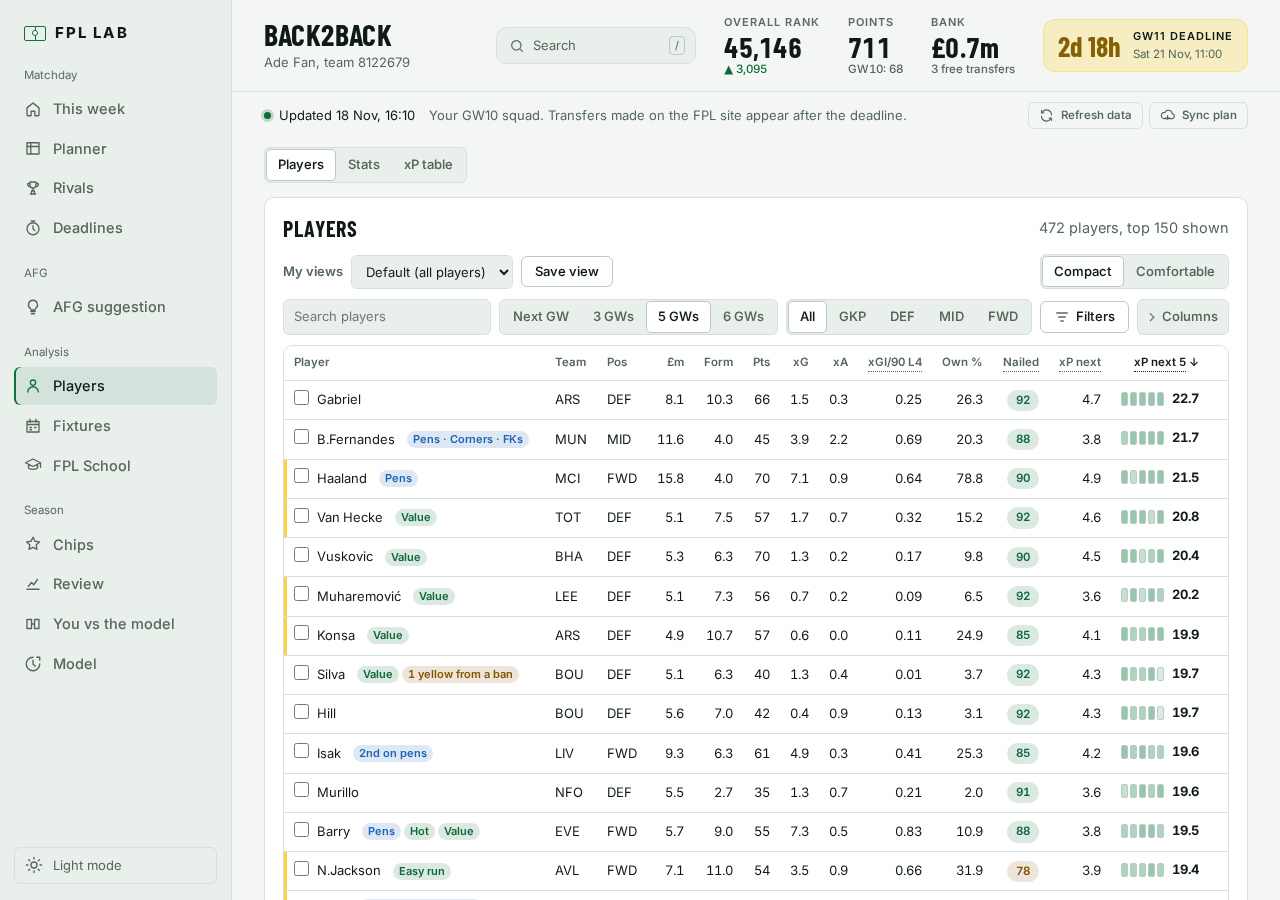 FPL LAB
Matchday
This week
Planner
Rivals
Deadlines
AFG
AFG suggestion
Analysis
Players
Fixtures
FPL School
Season
Chips
Review
You vs the model
Model
Light mode
BACK2BACK
Ade Fan, team 8122679
Search /
OVERALL RANK
45,146
▲ 3,095
POINTS
711
GW10: 68
BANK
£0.7m
3 free transfers
2d 18h
GW11 DEADLINE
Sat 21 Nov, 11:00
Updated 18 Nov, 16:10 Your GW10 squad. Transfers made on the FPL site appear after the deadline.
Refresh data Sync plan
Players Stats xP table
PLAYERS 472 players, top 150 shown
My views Default (all players) Save view Compact Comfortable
Search players Next GW 3 GWs 5 GWs 6 GWs All GKP DEF MID FWD Filters Columns
Player Team Pos £m Form Pts xG xA xGI/90 L4 Own % Nailed xP next xP next 5 ↓
Gabriel ARS DEF 8.1 10.3 66 1.5 0.3 0.25 26.3 92 4.7 22.7
B.Fernandes Pens · Corners · FKs MUN MID 11.6 4.0 45 3.9 2.2 0.69 20.3 88 3.8 21.7
Haaland Pens MCI FWD 15.8 4.0 70 7.1 0.9 0.64 78.8 90 4.9 21.5
Van Hecke Value TOT DEF 5.1 7.5 57 1.7 0.7 0.32 15.2 92 4.6 20.8
Vuskovic Value BHA DEF 5.3 6.3 70 1.3 0.2 0.17 9.8 90 4.5 20.4
Muharemović Value LEE DEF 5.1 7.3 56 0.7 0.2 0.09 6.5 92 3.6 20.2
Konsa Value ARS DEF 4.9 10.7 57 0.6 0.0 0.11 24.9 85 4.1 19.9
Silva Value 1 yellow from a ban BOU DEF 5.1 6.3 40 1.3 0.4 0.01 3.7 92 4.3 19.7
Hill BOU DEF 5.6 7.0 42 0.4 0.9 0.13 3.1 92 4.3 19.7
Isak 2nd on pens LIV FWD 9.3 6.3 61 4.9 0.3 0.41 25.3 85 4.2 19.6
Murillo NFO DEF 5.5 2.7 35 1.3 0.7 0.21 2.0 91 3.6 19.6
Barry Pens Hot Value EVE FWD 5.7 9.0 55 7.3 0.5 0.83 10.9 88 3.8 19.5
N.Jackson Easy run AVL FWD 7.1 11.0 54 3.5 0.9 0.66 31.9 78 3.9 19.4